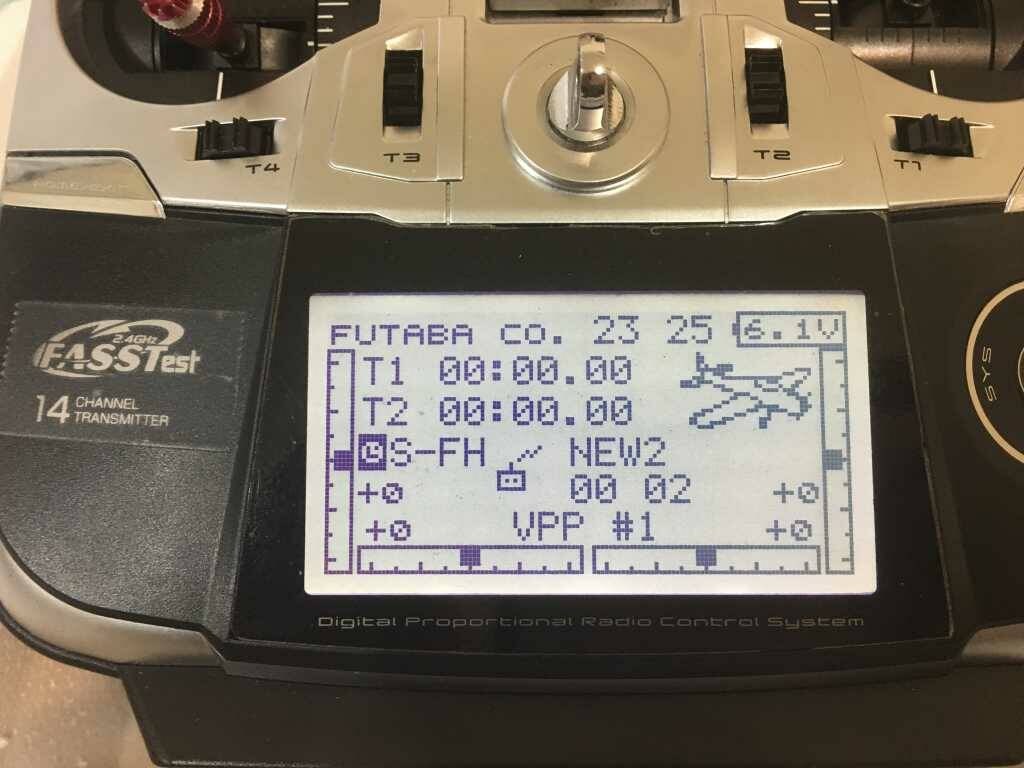 T4
T3
T2
T1
2.4GHz
FASSTest
14 CHANNEL
TRANSMITTER
SYS
FUTABA CO. 23 25 6.1V
T1 00:00.00
T2 00:00.00
S-FH NEW2
+0 00 02 +0
+0 VPP #1 +0
Digital Proportional Radio Control System